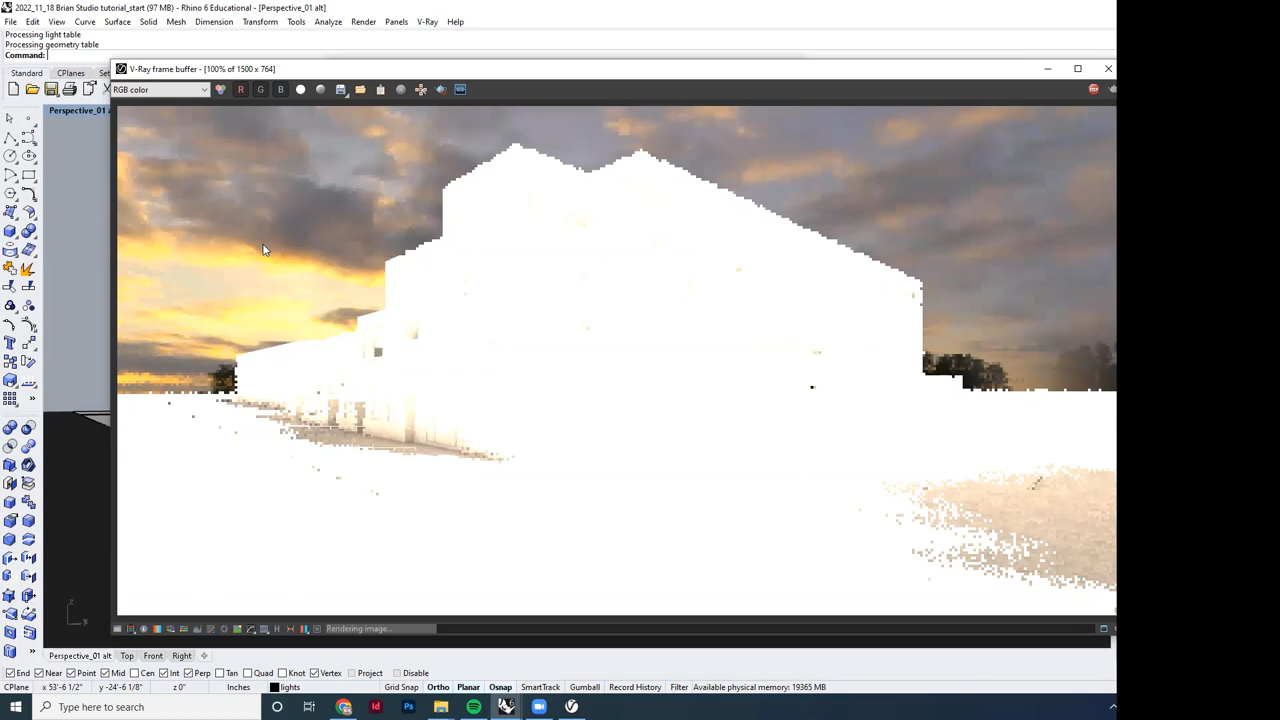 2022_11_18 Brian Studio tutorial_start (97 MB) - Rhino 6 Educational - [Perspective_01 alt]
File Edit View Curve Surface Solid Mesh Dimension Transform Tools Analyze Render Panels V-Ray Help
Processing light table
Processing geometry table
Command:
V-Ray frame buffer - [100% of 1500 x 764]
Standard CPlanes Set
RGB color R G B
Perspective_01 a
z
Rendering image...
Perspective_01 alt Top Front Right
End Near Point Mid Cen Int Perp Tan Quad Knot Vertex Project Disable
CPlane x 53'-6 1/2" y -24'-6 1/8" z 0" Inches lights Grid Snap Ortho Planar Osnap SmartTrack Gumball Record History Filter Available physical memory: 19365 MB
Type here to search